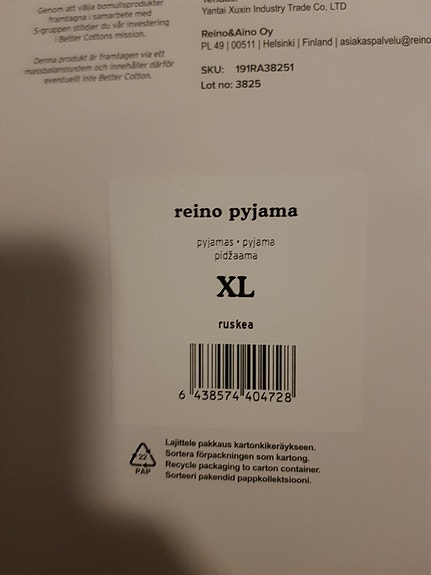 Genom att välja bomullsprodukter
framtagna i samarbete med
S-gruppen stödjer du vår investering
i Better Cottons mission.
Denna produkt är framtagen via ett
massbalanssystem och innehåller därför
eventuellt inte Better Cotton.
Yantai Xuxin Industry Trade Co, LTD
Reino&Aino Oy
PL 49 | 00511 | Helsinki | Finland | asiakaspalvelu@reino
SKU: 191RA38251
Lot no: 3825
reino pyjama
pyjamas • pyjama
pidžaama
XL
ruskea
6 438574 404728
22
PAP
Lajittele pakkaus kartonkikeräykseen.
Sortera förpackningen som kartong.
Recycle packaging to carton container.
Sorteeri pakendid pappkollektsiooni.